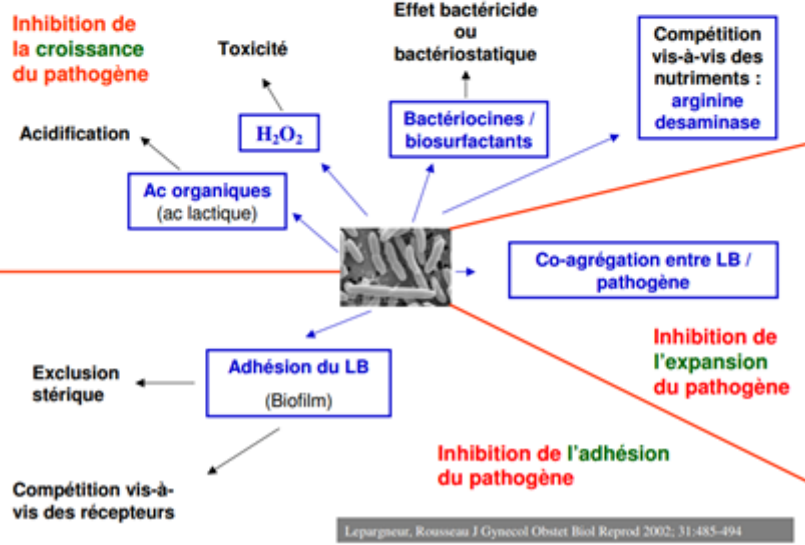 Inhibition de
la croissance
du pathogène
Toxicité
Effet bactéricide
ou
bactériostatique
Compétition
vis-à-vis des
nutriments :
arginine
desaminase
Acidification
H₂O₂
Bactériocines /
biosurfactants
Ac organiques
(ac lactique)
Co-agrégation entre LB /
pathogène
Inhibition de
l'expansion
du pathogène
Exclusion
stérique
Adhésion du LB
(Biofilm)
Inhibition de l'adhésion
du pathogène
Compétition vis-à-
vis des récepteurs
Lepargneur, Rousseau J Gynecol Obstet Biol Reprod 2002; 31:485-494